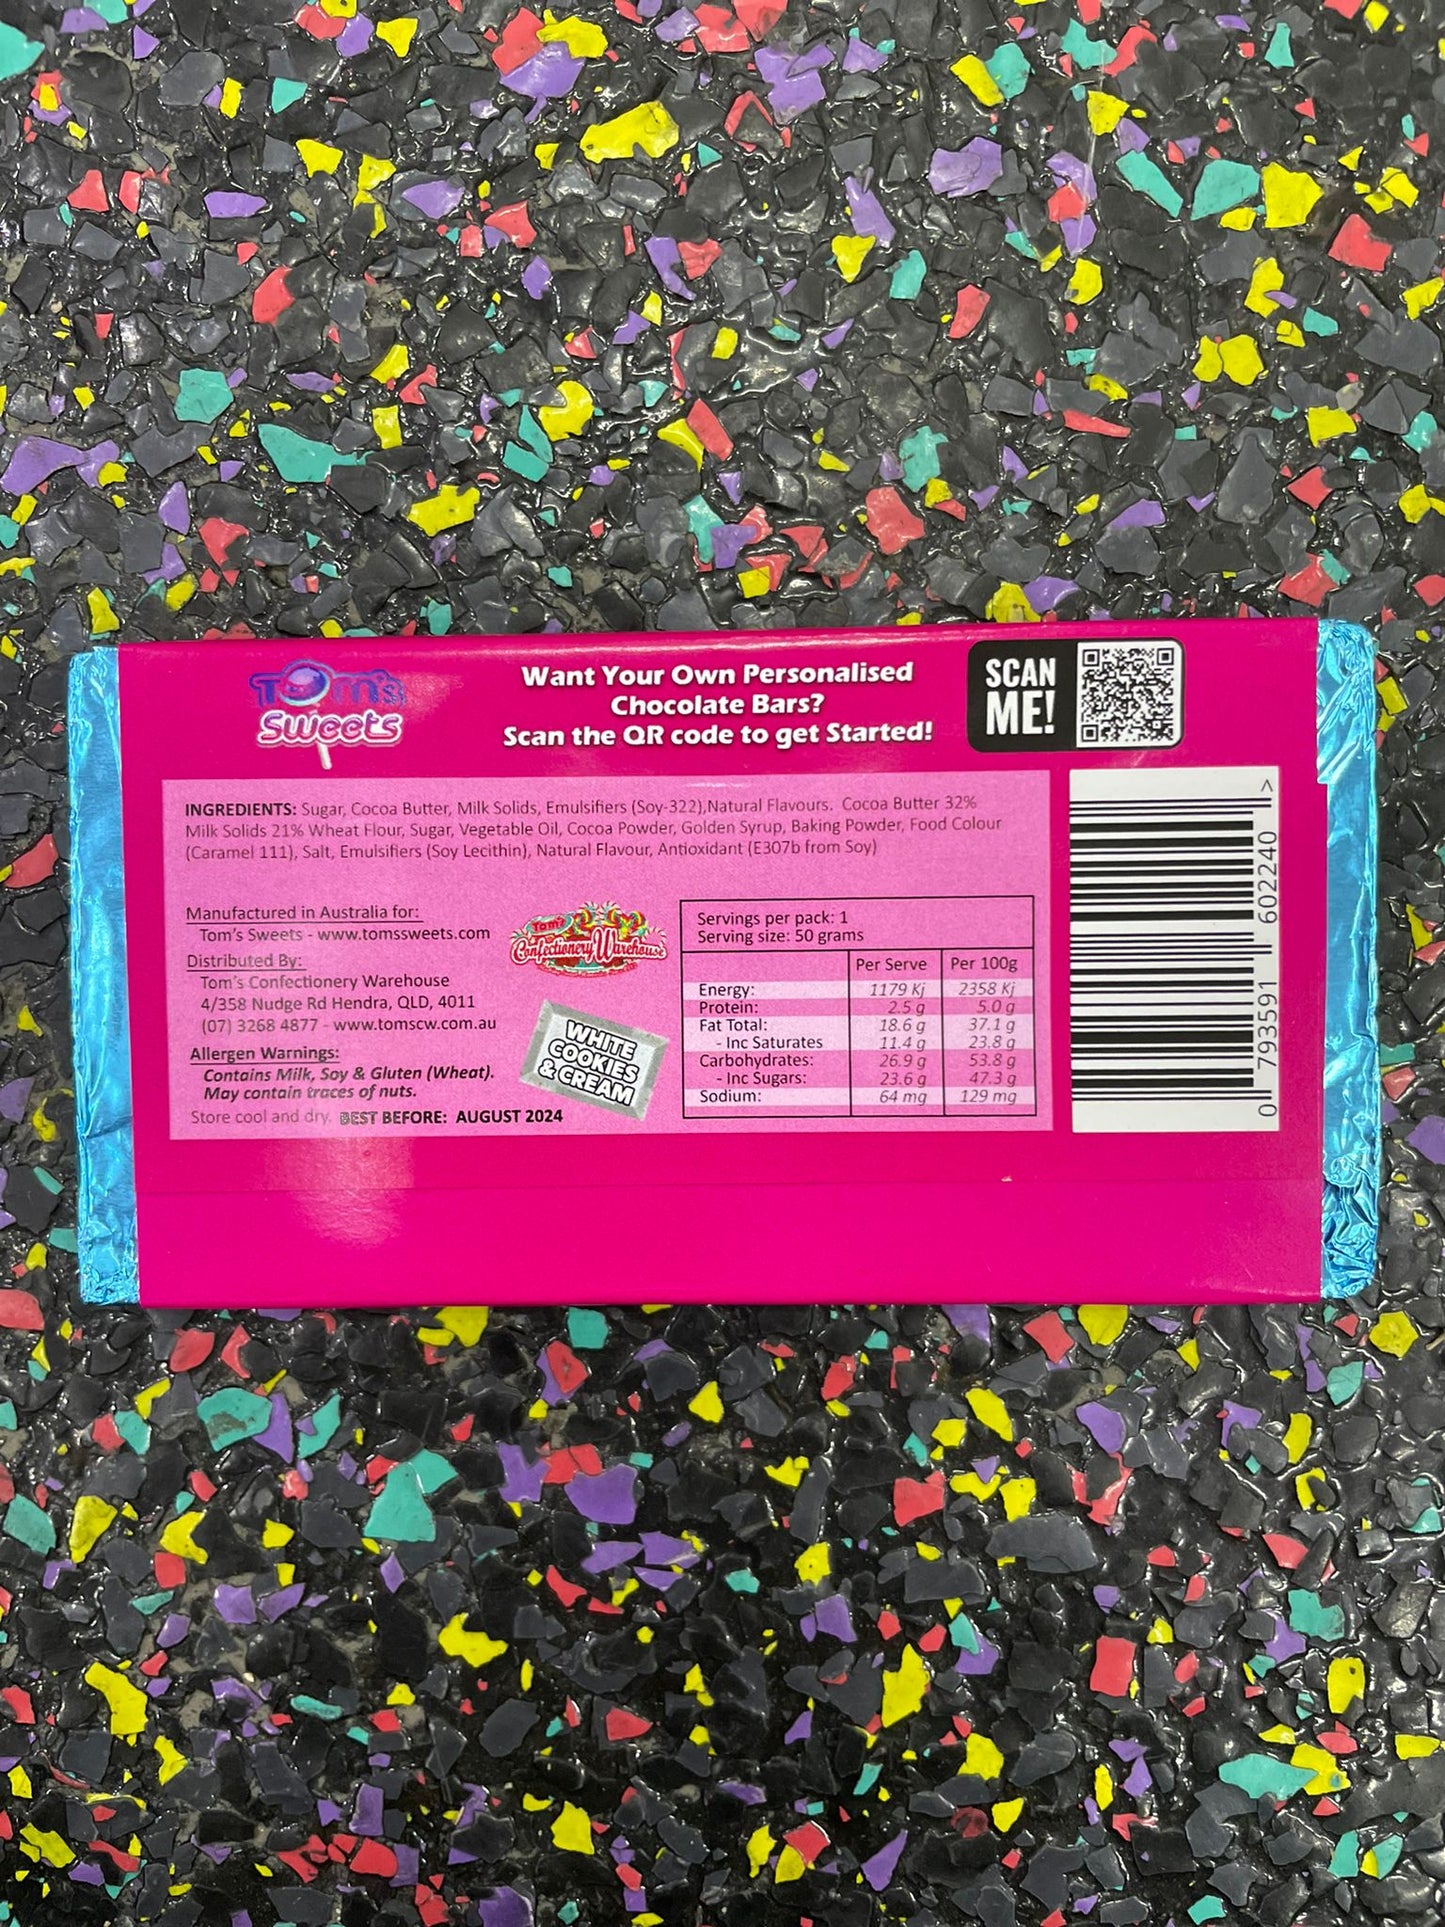 Tom's
Sweets
Want Your Own Personalised
Chocolate Bars?
Scan the QR code to get Started!
SCAN
ME!
INGREDIENTS: Sugar, Cocoa Butter, Milk Solids, Emulsifiers (Soy-322),Natural Flavours. Cocoa Butter 32%
Milk Solids 21% Wheat Flour, Sugar, Vegetable Oil, Cocoa Powder, Golden Syrup, Baking Powder, Food Colour
(Caramel 111), Salt, Emulsifiers (Soy Lecithin), Natural Flavour, Antioxidant (E307b from Soy)
Manufactured in Australia for:
Tom's Sweets - www.tomssweets.com
Distributed By:
Tom's Confectionery Warehouse
4/358 Nudge Rd Hendra, QLD, 4011
(07) 3268 4877 - www.tomscw.com.au
Allergen Warnings:
Contains Milk, Soy & Gluten (Wheat).
May contain traces of nuts.
Store cool and dry. BEST BEFORE: AUGUST 2024
Tom's
Confectionery Warehouse
WHITE
COOKIES
& CREAM
Servings per pack: 1
Serving size: 50 grams
Per Serve Per 100g
Energy: 1179 Kj 2358 Kj
Protein: 2.5 g 5.0 g
Fat Total: 18.6 g 37.1 g
- Inc Saturates 11.4 g 23.8 g
Carbohydrates: 26.9 g 53.8 g
- Inc Sugars: 23.6 g 47.3 g
Sodium: 64 mg 129 mg
0 793591 602240 >